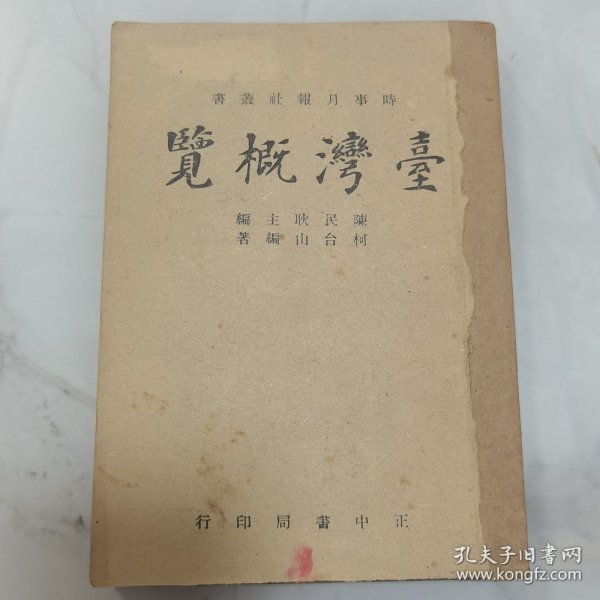 時事月報社叢書
臺灣概覽
陳民耿主編
柯台山編著
正中書局印行
孔夫子旧书网
www.kongfz.com